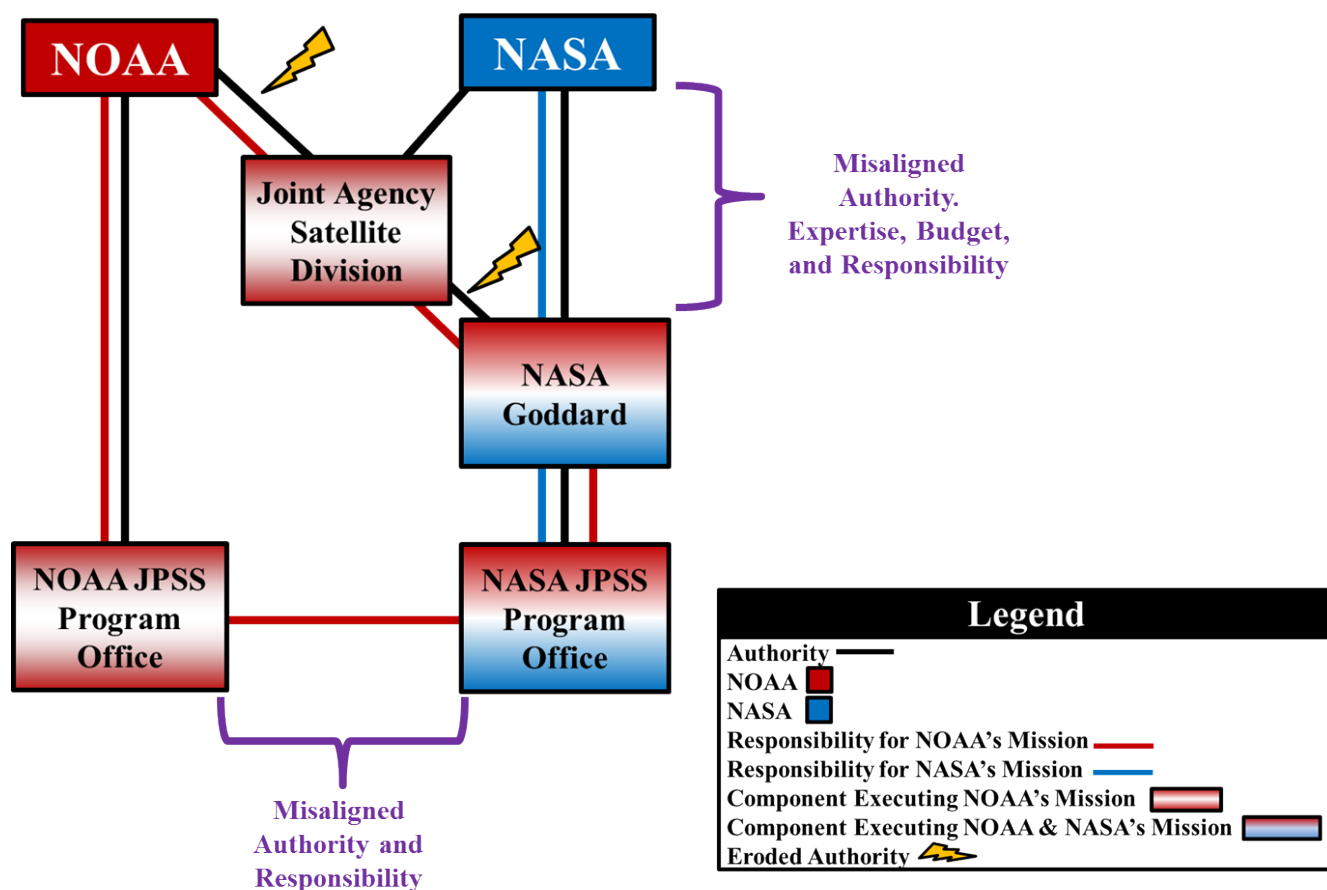 NOAA
NASA
Joint Agency
Satellite
Division
Misaligned
Authority.
Expertise, Budget,
and Responsibility
NASA
Goddard
NOAA JPSS
Program
Office
NASA JPSS
Program
Office
Misaligned
Authority and
Responsibility
Legend
Authority
NOAA
NASA
Responsibility for NOAA's Mission
Responsibility for NASA's Mission
Component Executing NOAA's Mission
Component Executing NOAA & NASA's Mission
Eroded Authority